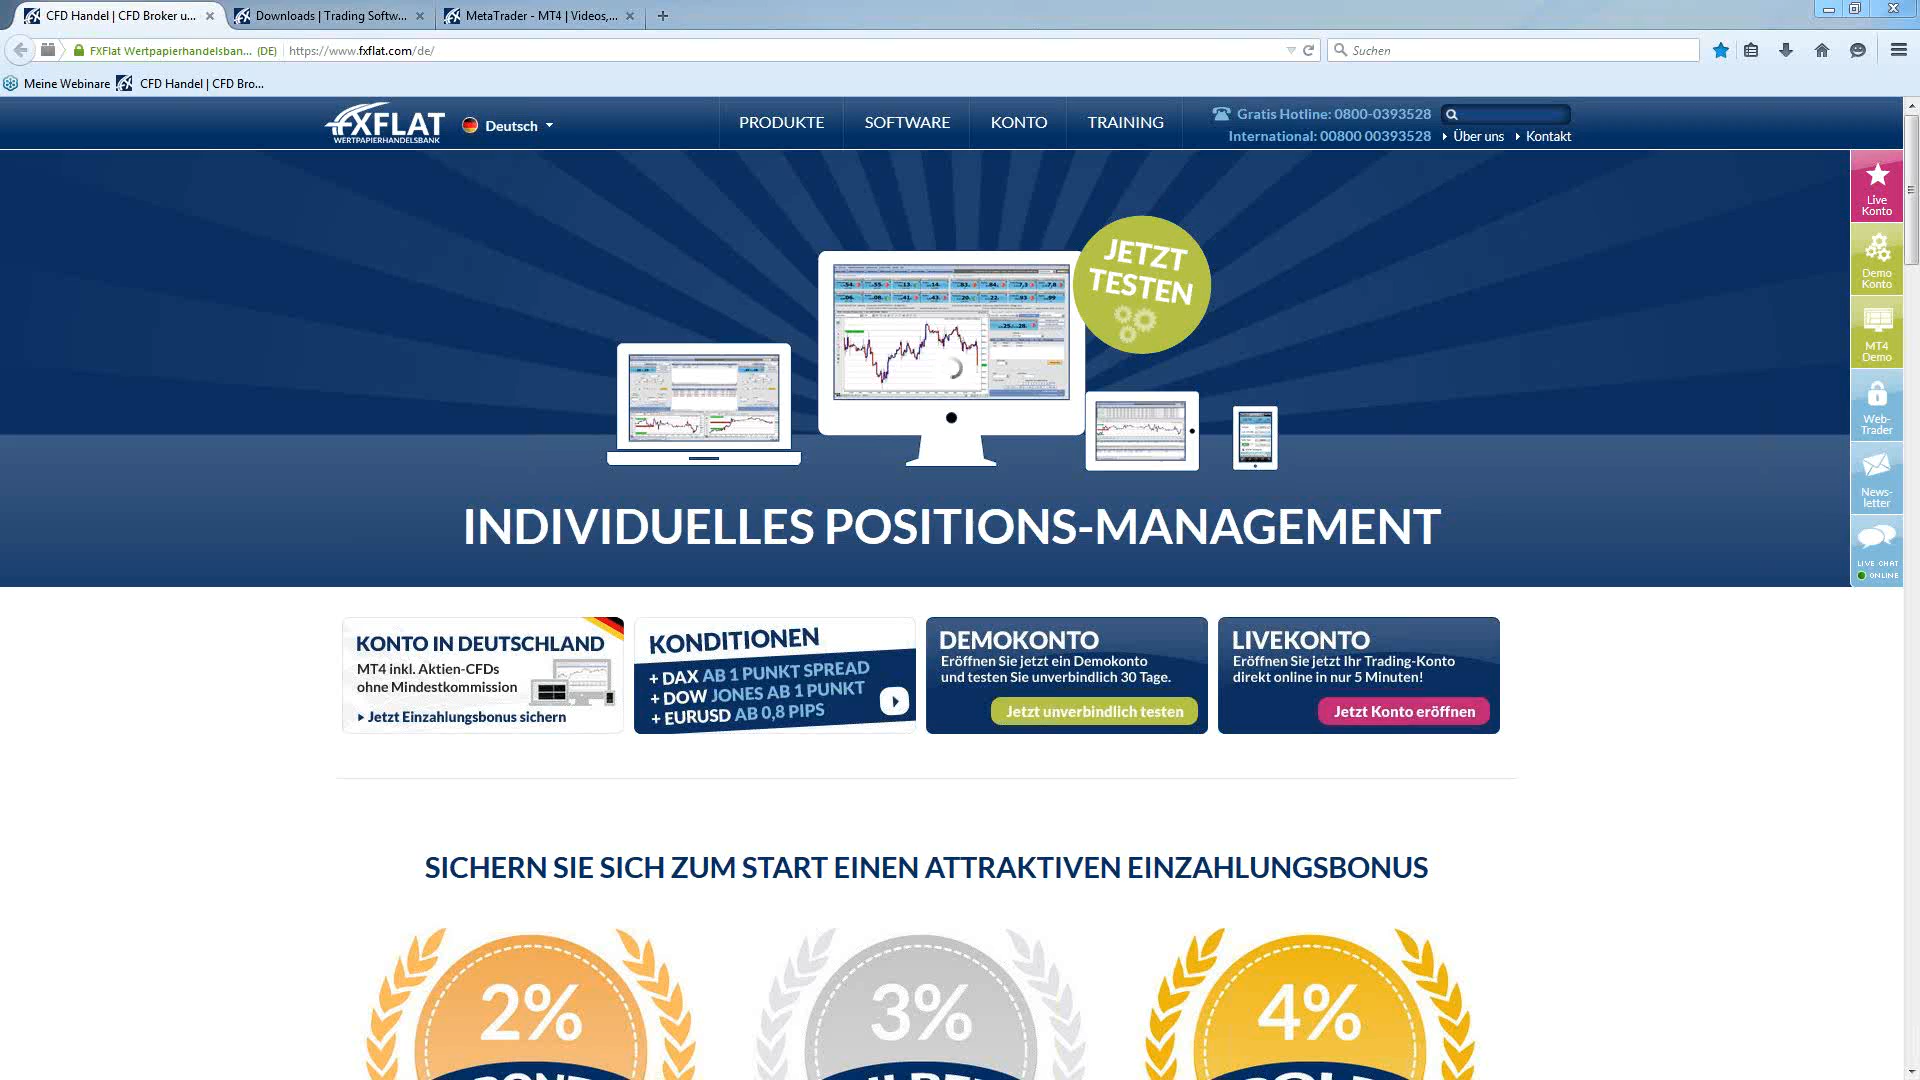 CFD Handel | CFD Broker u...
Downloads | Trading Softw...
MetaTrader - MT4 | Videos,...
FXFlat Wertpapierhandelsban... (DE)
https://www.fxflat.com/de/
Suchen
Meine Webinare
CFD Handel | CFD Bro...
FXFLAT
WERTPAPIERHANDELSBANK
Deutsch
PRODUKTE
SOFTWARE
KONTO
TRAINING
Gratis Hotline: 0800-0393528
International: 00800 00393528
Über uns
Kontakt
Live
Konto
Demo
Konto
MT4
Demo
Web-
Trader
News-
letter
LIVE CHAT
ONLINE
JETZT
TESTEN
INDIVIDUELLES POSITIONS-MANAGEMENT
KONTO IN DEUTSCHLAND
MT4 inkl. Aktien-CFDs
ohne Mindestkommission
Jetzt Einzahlungsbonus sichern
KONDITIONEN
+ DAX AB 1 PUNKT SPREAD
+ DOW JONES AB 1 PUNKT
+ EURUSD AB 0,8 PIPS
DEMOKONTO
Eröffnen Sie jetzt ein Demokonto
und testen Sie unverbindlich 30 Tage.
Jetzt unverbindlich testen
LIVEKONTO
Eröffnen Sie jetzt Ihr Trading-Konto
direkt online in nur 5 Minuten!
Jetzt Konto eröffnen
SICHERN SIE SICH ZUM START EINEN ATTRAKTIVEN EINZAHLUNGSBONUS
2%
3%
4%